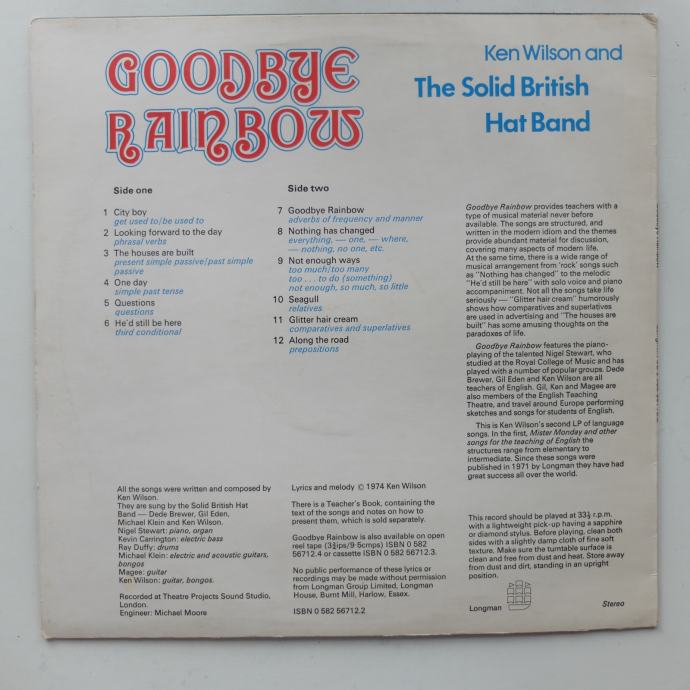 GOODBYE
RAINBOW
Ken Wilson and
The Solid British
Hat Band
Side one
1 City boy
get used to/be used to
2 Looking forward to the day
phrasal verbs
3 The houses are built
present simple passive/past simple
passive
4 One day
simple past tense
5 Questions
questions
6 He'd still be here
third conditional
Side two
7 Goodbye Rainbow
adverbs of frequency and manner
8 Nothing has changed
everything, — one, — where,
— nothing, no one, etc.
9 Not enough ways
too much/too many
too . . . to do (something)
not enough, so much, so little
10 Seagull
relatives
11 Glitter hair cream
comparatives and superlatives
12 Along the road
prepositions
Goodbye Rainbow provides teachers with a
type of musical material never before
available. The songs are structured, and
written in the modern idiom and the themes
provide abundant material for discussion,
covering many aspects of modern life.
At the same time, there is a wide range of
musical arrangement from 'rock' songs such
as "Nothing has changed" to the melodic
"He'd still be here" with solo voice and piano
accompaniment. Not all the songs take life
seriously — "Glitter hair cream" humorously
shows how comparatives and superlatives
are used in advertising and "The houses are
built" has some amusing thoughts on the
paradoxes of life.
Goodbye Rainbow features the piano-
playing of the talented Nigel Stewart, who
studied at the Royal College of Music and has
played with a number of popular groups. Dede
Brewer, Gil Eden and Ken Wilson are all
teachers of English. Gil, Ken and Magee are
also members of the English Teaching
Theatre, and travel around Europe performing
sketches and songs for students of English.
This is Ken Wilson's second LP of language
songs. In the first, Mister Monday and other
songs for the teaching of English the
structures range from elementary to
intermediate. Since these songs were
published in 1971 by Longman they have had
great success all over the world.
All the songs were written and composed by
Ken Wilson.
They are sung by the Solid British Hat
Band — Dede Brewer, Gil Eden,
Michael Klein and Ken Wilson.
Nigel Stewart: piano, organ
Kevin Carrington: electric bass
Ray Duffy: drums
Michael Klein: electric and acoustic guitars,
bongos
Magee: guitar
Ken Wilson: guitar, bongos.
Recorded at Theatre Projects Sound Studio,
London.
Engineer: Michael Moore
Lyrics and melody © 1974 Ken Wilson
There is a Teacher's Book, containing the
text of the songs and notes on how to
present them, which is sold separately.
Goodbye Rainbow is also available on open
reel tape (3¾ips/9·5cmps) ISBN 0 582
56712.4 or cassette ISBN 0 582 56712.3.
No public performance of these lyrics or
recordings may be made without permission
from Longman Group Limited, Longman
House, Burnt Mill, Harlow, Essex.
ISBN 0 582 56712.2
This record should be played at 33⅓ r.p.m.
with a lightweight pick-up having a sapphire
or diamond stylus. Before playing, clean both
sides with a slightly damp cloth of fine soft
texture. Make sure the turntable surface is
clean and free from dust and heat. Store away
from dust and dirt, standing in an upright
position.
Longman
Stereo